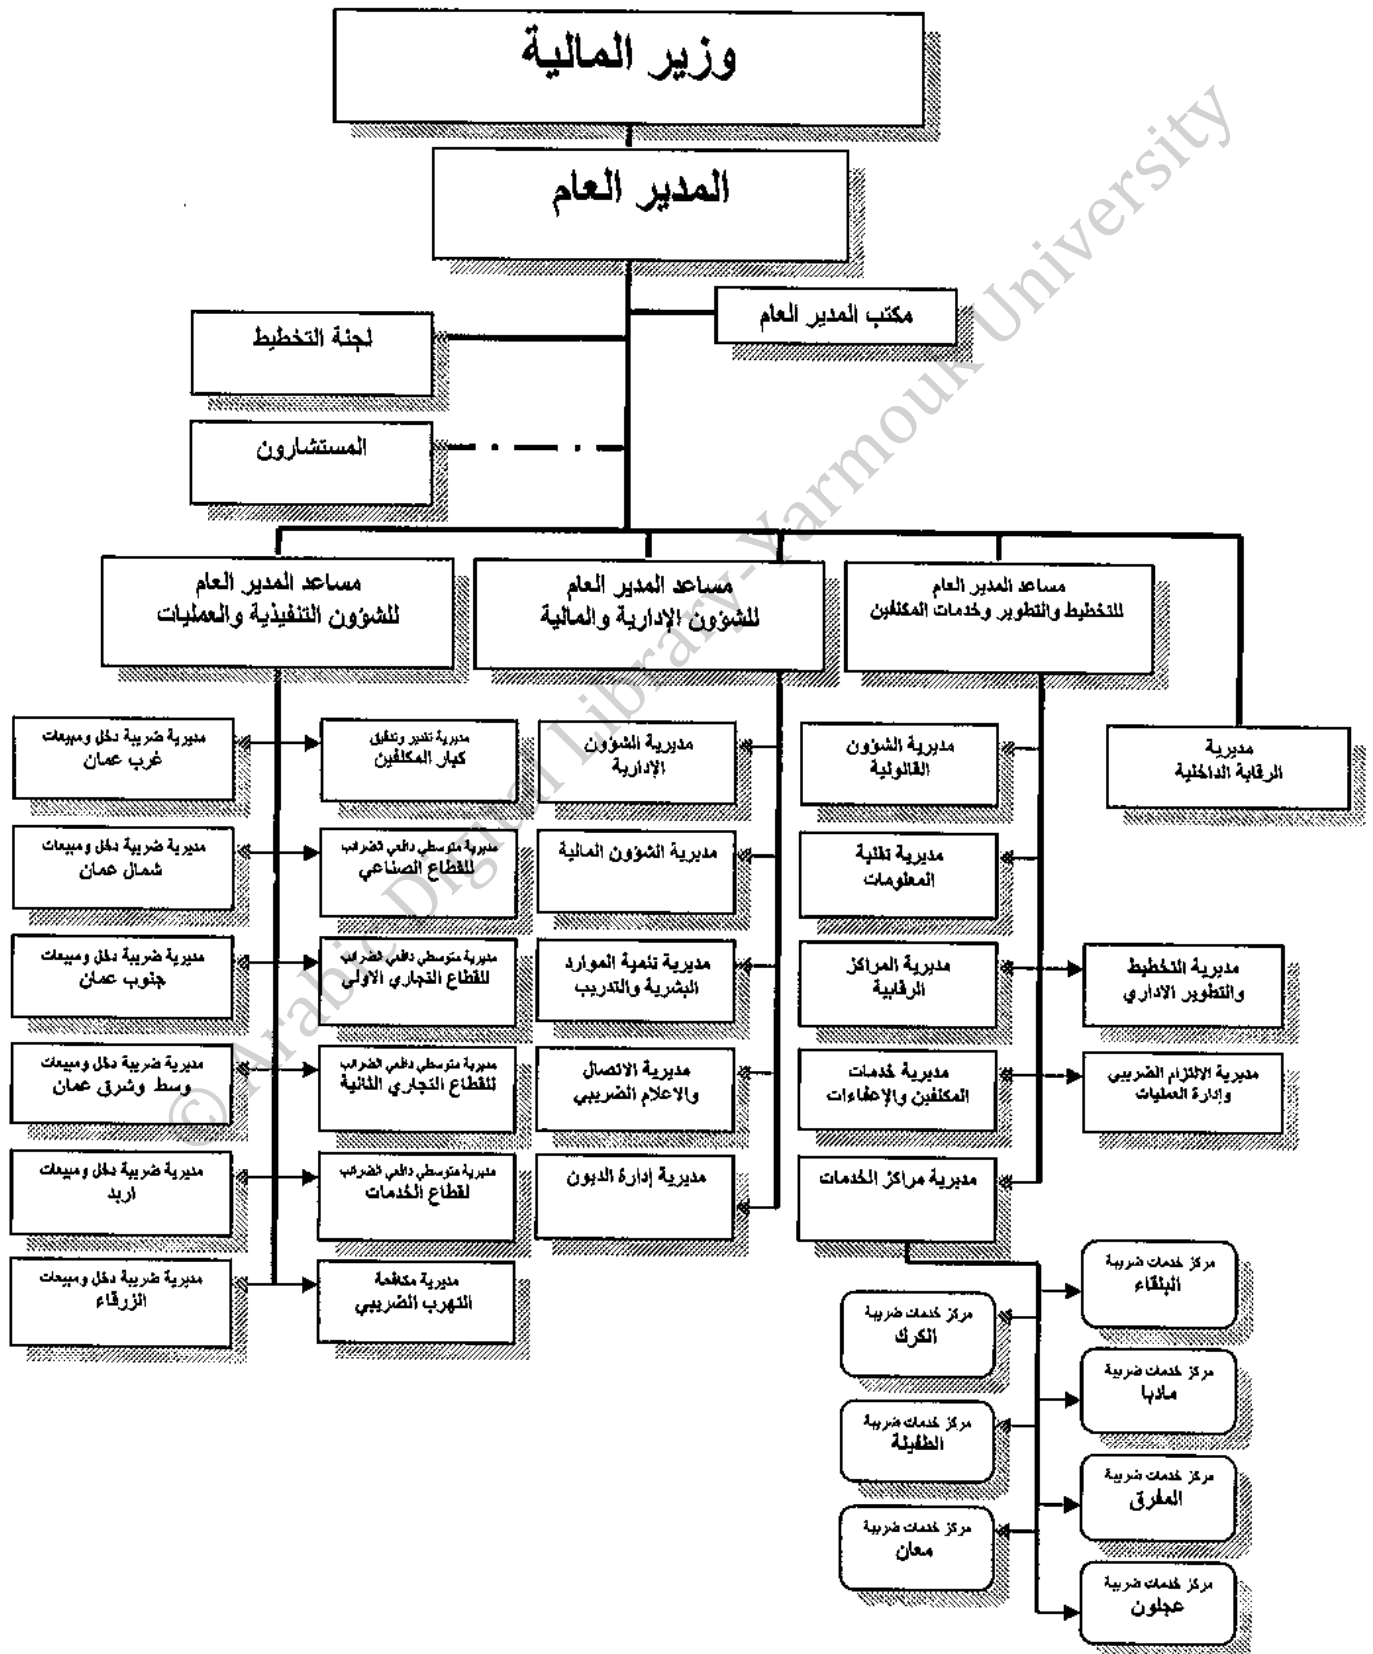 وزير المالية
المدير العام
مكتب المدير العام
لجنة التخطيط
المستشارون
مساعد المدير العام
للتخطيط والتطوير وخدمات المكلفين
مساعد المدير العام
للشؤون الإدارية والمالية
مساعد المدير العام
للشؤون التنفيذية والعمليات
مديرية
الرقابة الداخلية
مديرية الشؤون
القانونية
مديرية تقنية
المعلومات
مديرية المراكز
الرقابية
مديرية التخطيط
والتطوير الاداري
مديرية خدمات
المكلفين والإعفاءات
مديرية الالتزام الضريبي
وإدارة العمليات
مديرية مراكز الخدمات
مركز خدمات ضريبة
البلقاء
مركز خدمات ضريبة
الكرك
مركز خدمات ضريبة
مادبا
مركز خدمات ضريبة
الطفيلة
مركز خدمات ضريبة
المفرق
مركز خدمات ضريبة
معان
مركز خدمات ضريبة
عجلون
مديرية الشؤون
الإدارية
مديرية الشؤون المالية
مديرية تنمية الموارد
البشرية والتدريب
مديرية الاتصال
والاعلام الضريبي
مديرية إدارة الديون
مديرية تقدير وتدقيق
كبار المكلفين
مديرية متوسطي دافعي الضرائب
للقطاع الصناعي
مديرية متوسطي دافعي الضرائب
للقطاع التجاري الاولى
مديرية متوسطي دافعي الضرائب
للقطاع التجاري الثانية
مديرية متوسطي دافعي الضرائب
لقطاع الخدمات
مديرية مكافحة
التهرب الضريبي
مديرية ضريبة دخل ومبيعات
غرب عمان
مديرية ضريبة دخل ومبيعات
شمال عمان
مديرية ضريبة دخل ومبيعات
جنوب عمان
مديرية ضريبة دخل ومبيعات
وسط وشرق عمان
مديرية ضريبة دخل ومبيعات
اربد
مديرية ضريبة دخل ومبيعات
الزرقاء
© Arabic Digital Library-Yarmouk University